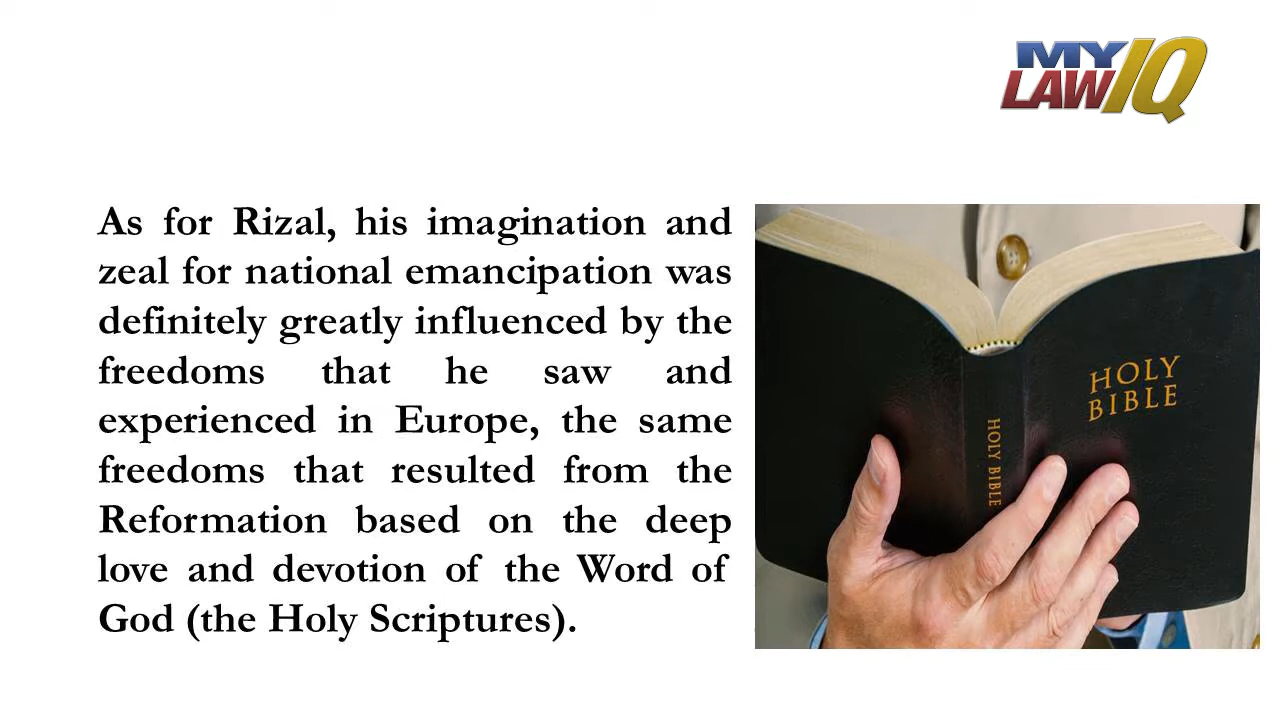 MY
LAW IQ
As for Rizal, his imagination and
zeal for national emancipation was
definitely greatly influenced by the
freedoms that he saw and
experienced in Europe, the same
freedoms that resulted from the
Reformation based on the deep
love and devotion of the Word of
God (the Holy Scriptures).
HOLY
BIBLE
HOLY BIBLE